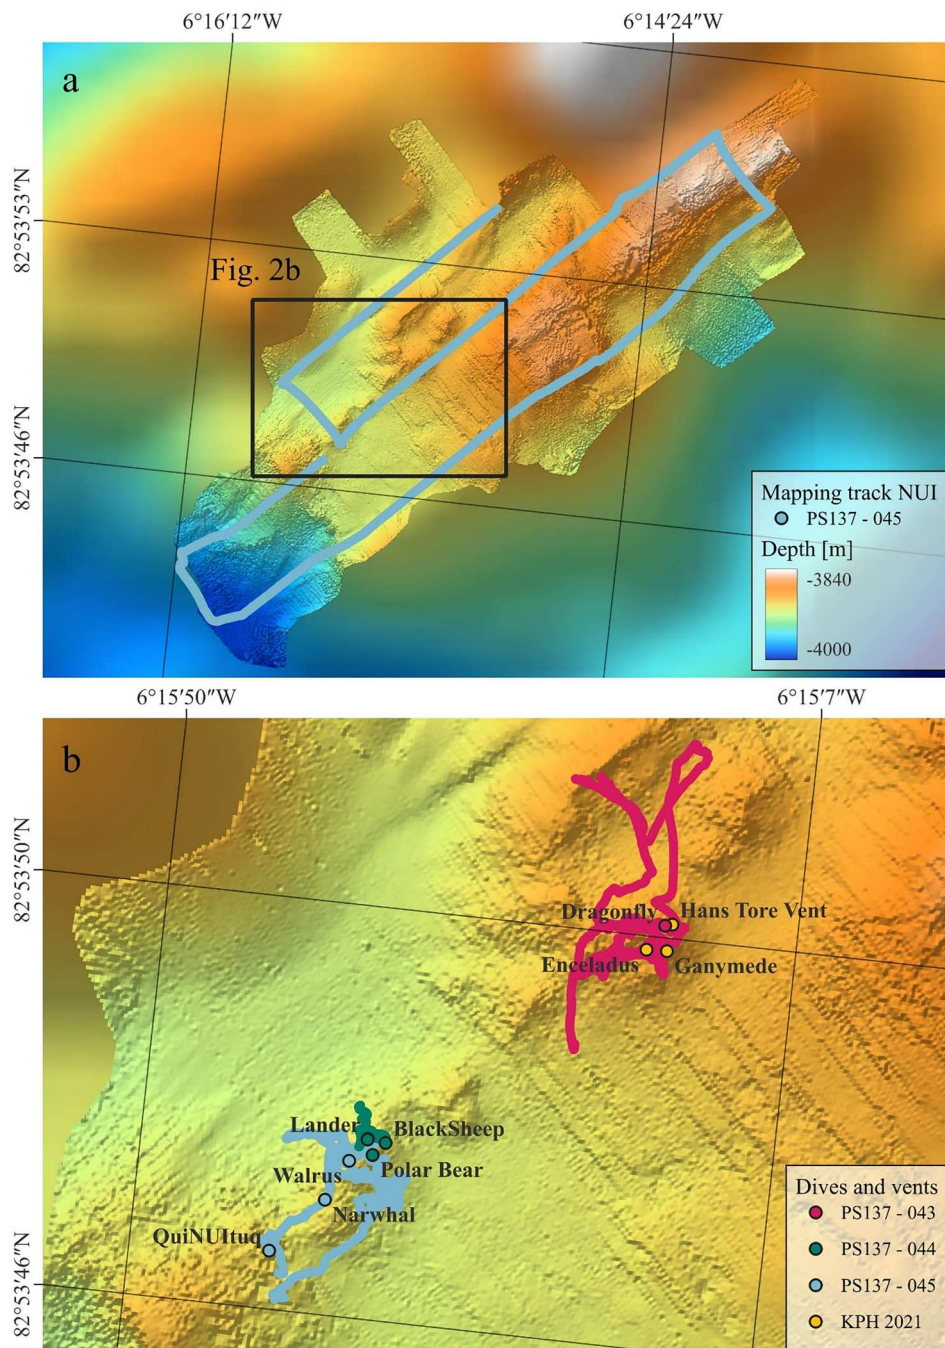 6°16′12″W 6°14′24″W
a
82°53′53″N
Fig. 2b
82°53′46″N
Mapping track NUI
PS137 - 045
Depth [m]
-3840
-4000
6°15′50″W 6°15′7″W
b
82°53′50″N
Dragonfly Hans Tore Vent
Enceladus Ganymede
Lander BlackSheep
Walrus Polar Bear
Narwhal
QuiNUItuq
82°53′46″N
Dives and vents
PS137 - 043
PS137 - 044
PS137 - 045
KPH 2021